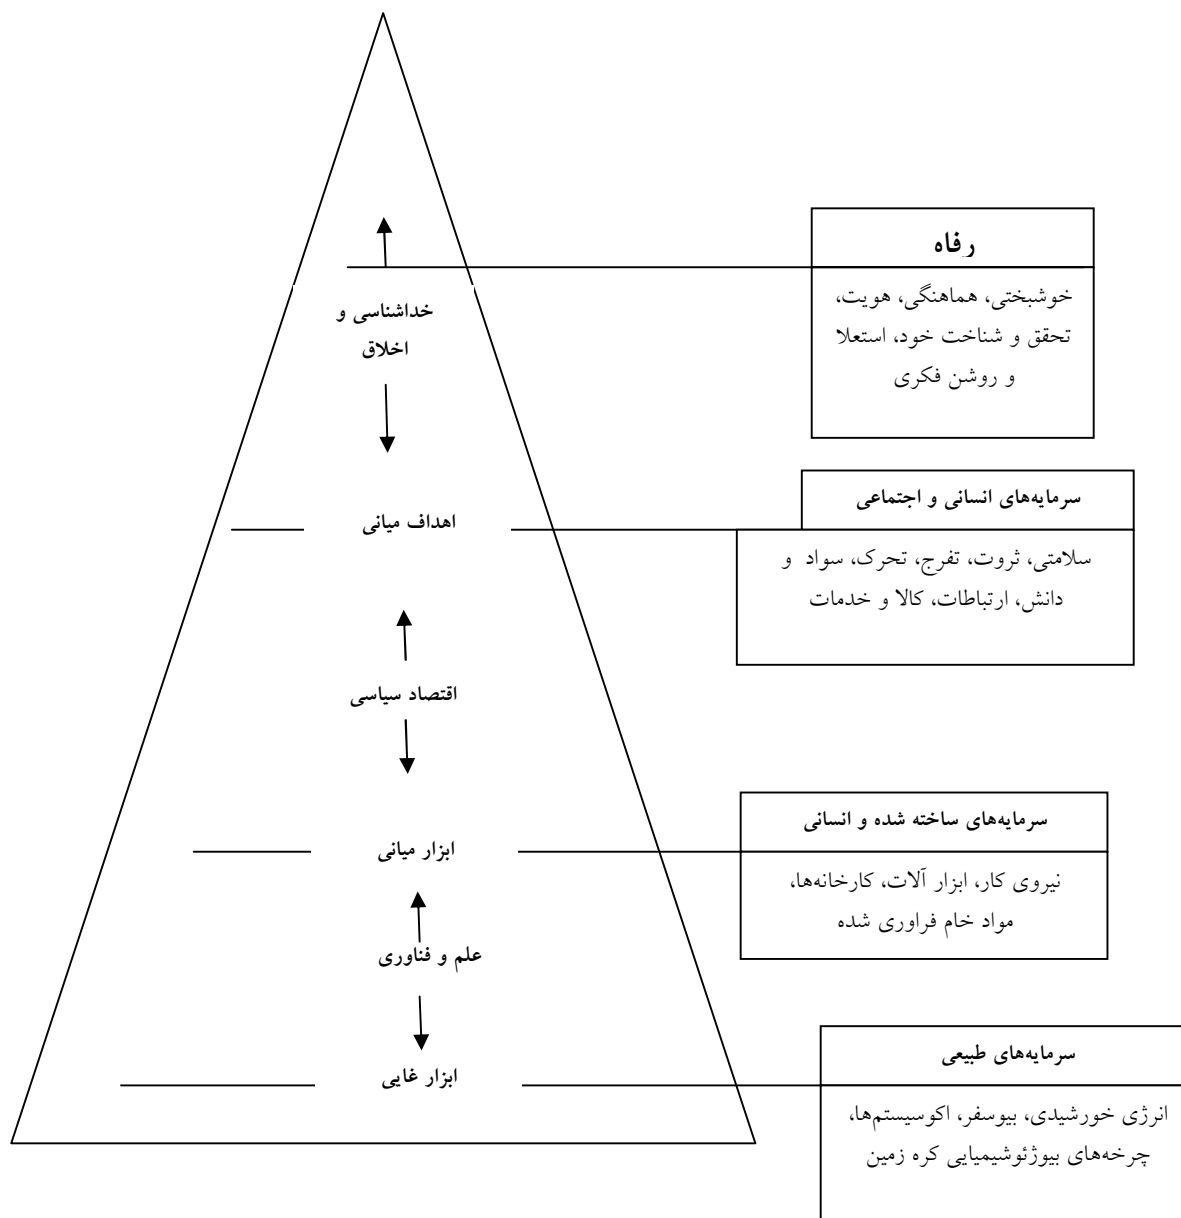 رفاه
خوشبختی، هماهنگی، هویت،
تحقق و شناخت خود، استعلا
و روشن فکری
خداشناسی و
اخلاق
سرمایه‌های انسانی و اجتماعی
اهداف میانی
سلامتی، ثروت، تفرج، تحرک، سواد و
دانش، ارتباطات، کالا و خدمات
اقتصاد سیاسی
سرمایه‌های ساخته شده و انسانی
ابزار میانی
نیروی کار، ابزار آلات، کارخانه‌ها،
مواد خام فراوری شده
علم و فناوری
سرمایه‌های طبیعی
ابزار غایی
انرژی خورشیدی، بیوسفر، اکوسیستم‌ها،
چرخه‌های بیوژئوشیمیایی کره زمین